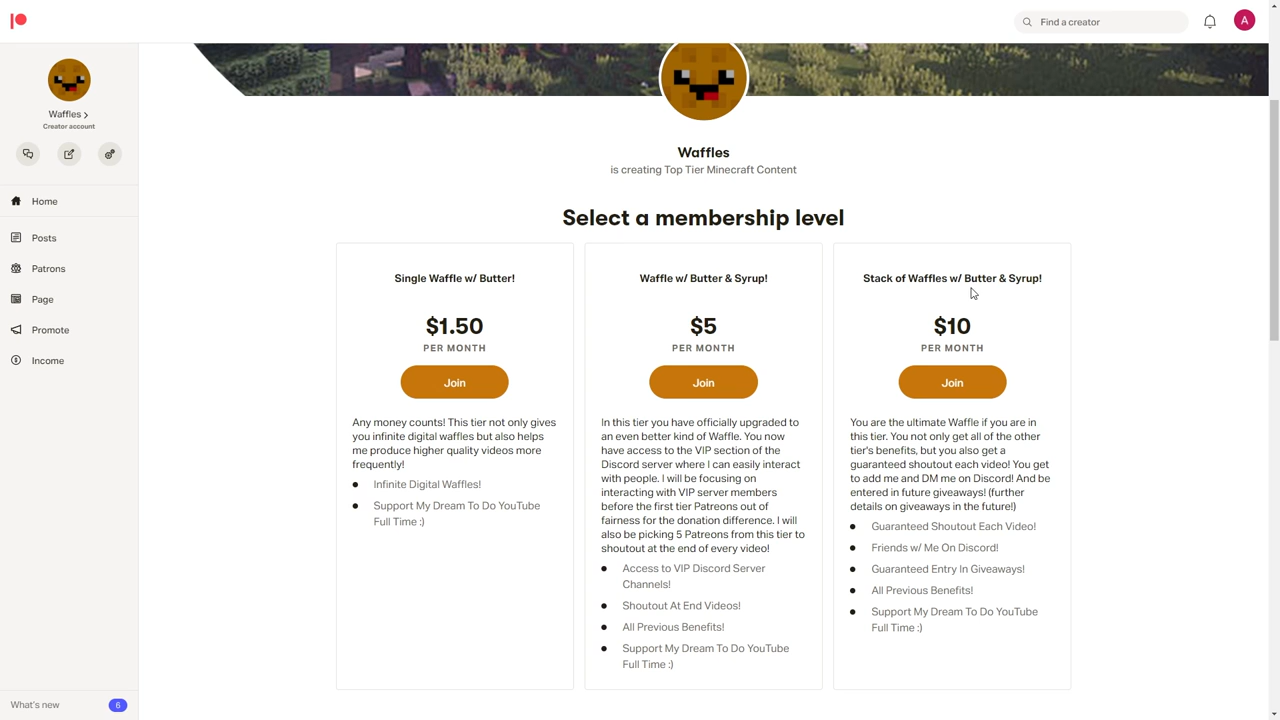 Find a creator
A
Waffles
Creator account
Home
Posts
Patrons
Page
Promote
Income
What's new
6
Waffles
is creating Top Tier Minecraft Content
Select a membership level
Single Waffle w/ Butter!
$1.50
PER MONTH
Join
Any money counts! This tier not only gives
you infinite digital waffles but also helps
me produce higher quality videos more
frequently!
Infinite Digital Waffles!
Support My Dream To Do YouTube
Full Time :)
Waffle w/ Butter & Syrup!
$5
PER MONTH
Join
In this tier you have officially upgraded to
an even better kind of Waffle. You now
have access to the VIP section of the
Discord server where I can easily interact
with people. I will be focusing on
interacting with VIP server members
before the first tier Patreons out of
fairness for the donation difference. I will
also be picking 5 Patreons from this tier to
shoutout at the end of every video!
Access to VIP Discord Server
Channels!
Shoutout At End Videos!
All Previous Benefits!
Support My Dream To Do YouTube
Full Time :)
Stack of Waffles w/ Butter & Syrup!
$10
PER MONTH
Join
You are the ultimate Waffle if you are in
this tier. You not only get all of the other
tier's benefits, but you also get a
guaranteed shoutout each video! You get
to add me and DM me on Discord! And be
entered in future giveaways! (further
details on giveaways in the future!)
Guaranteed Shoutout Each Video!
Friends w/ Me On Discord!
Guaranteed Entry In Giveaways!
All Previous Benefits!
Support My Dream To Do YouTube
Full Time :)